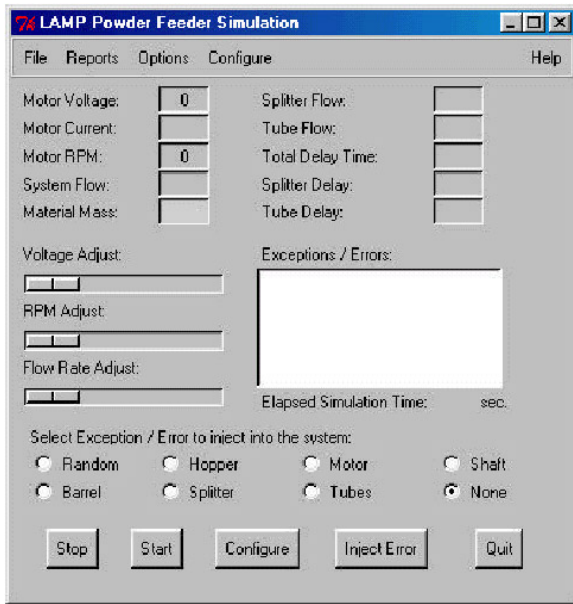 LAMP Powder Feeder Simulation
File Reports Options Configure Help
Motor Voltage: 0 Splitter Flow:
Motor Current: Tube Flow:
Motor RPM: 0 Total Delay Time:
System Flow: Splitter Delay:
Material Mass: Tube Delay:
Voltage Adjust: Exceptions / Errors:
RPM Adjust:
Flow Rate Adjust:
Elapsed Simulation Time: sec.
Select Exception / Error to inject into the system:
Random Hopper Motor Shaft
Barrel Splitter Tubes None
Stop Start Configure Inject Error Quit